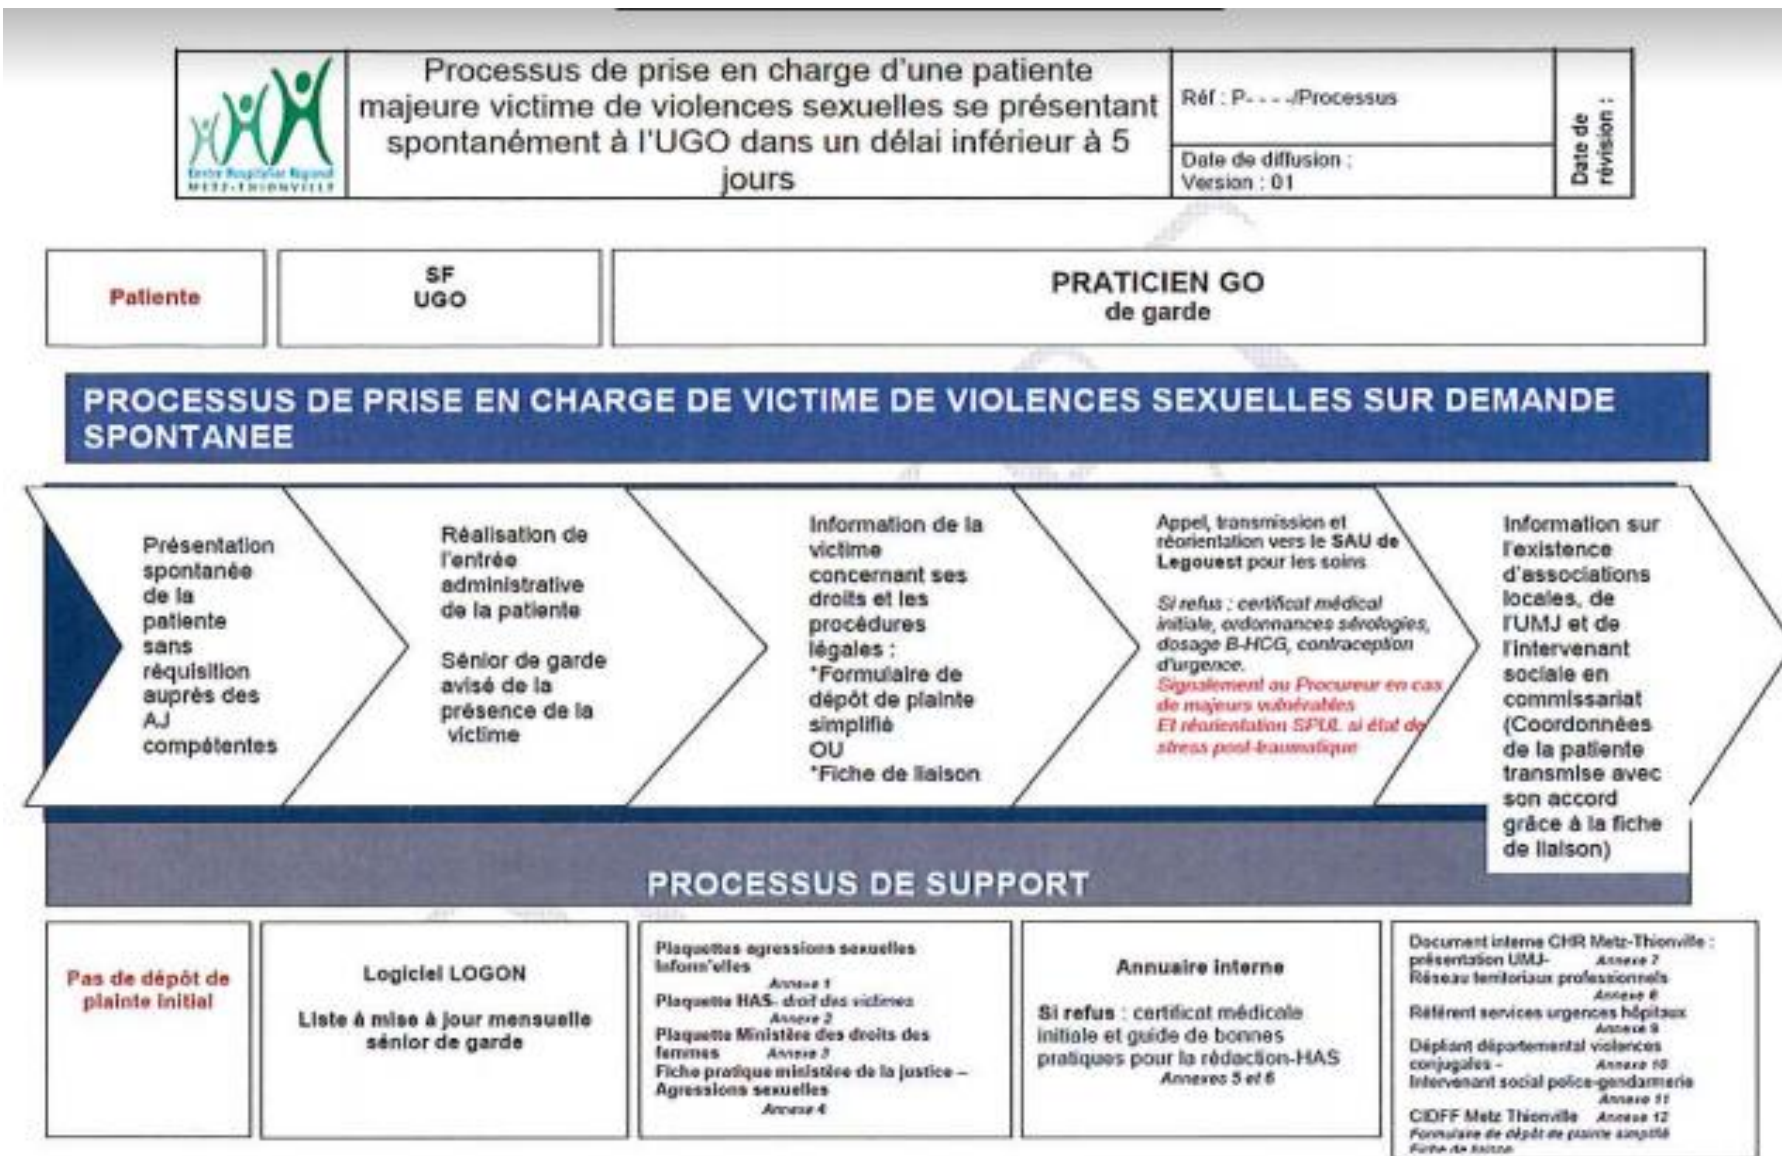 Centre Hospitalier Régional
METZ-THIONVILLE
Processus de prise en charge d'une patiente
majeure victime de violences sexuelles se présentant
spontanément à l'UGO dans un délai inférieur à 5
jours
Réf : P- - - -/Processus
Date de diffusion :
Version : 01
Date de
révision :
Patiente
SF
UGO
PRATICIEN GO
de garde
PROCESSUS DE PRISE EN CHARGE DE VICTIME DE VIOLENCES SEXUELLES SUR DEMANDE
SPONTANEE
Présentation
spontanée
de la
patiente
sans
réquisition
auprès des
AJ
compétentes
Réalisation de
l'entrée
administrative
de la patiente
Sénior de garde
avisé de la
présence de la
victime
Information de la
victime
concernant ses
droits et les
procédures
légales :
*Formulaire de
dépôt de plainte
simplifié
OU
*Fiche de liaison
Appel, transmission et
réorientation vers le SAU de
Legouest pour les soins
Si refus : certificat médical
initiale, ordonnances sérologies,
dosage B-HCG, contraception
d'urgence.
Signalement au Procureur en cas
de majeurs vulnérables
Et réorientation SPUL si état de
stress post-traumatique
Information sur
l'existence
d'associations
locales, de
l'UMJ et de
l'intervenant
sociale en
commissariat
(Coordonnées
de la patiente
transmise avec
son accord
grâce à la fiche
de liaison)
PROCESSUS DE SUPPORT
Pas de dépôt de
plainte initial
Logiciel LOGON
Liste à mise à jour mensuelle
sénior de garde
Plaquettes agressions sexuelles
Inform'elles
Annexe 1
Plaquette HAS- droit des victimes
Annexe 2
Plaquette Ministère des droits des
femmes Annexe 3
Fiche pratique ministère de la justice –
Agressions sexuelles
Annexe 4
Annuaire interne
Si refus : certificat médicale
initiale et guide de bonnes
pratiques pour la rédaction-HAS
Annexes 5 et 6
Document interne CHR Metz-Thionville :
présentation UMJ- Annexe 7
Réseau territoriaux professionnels
Annexe 8
Référent services urgences hôpitaux
Annexe 9
Dépliant départemental violences
conjugales – Annexe 10
Intervenant social police-gendarmerie
Annexe 11
CIDFF Metz Thionville Annexe 12
Formulaire de dépôt de plainte simplifié
Fiche de liaison